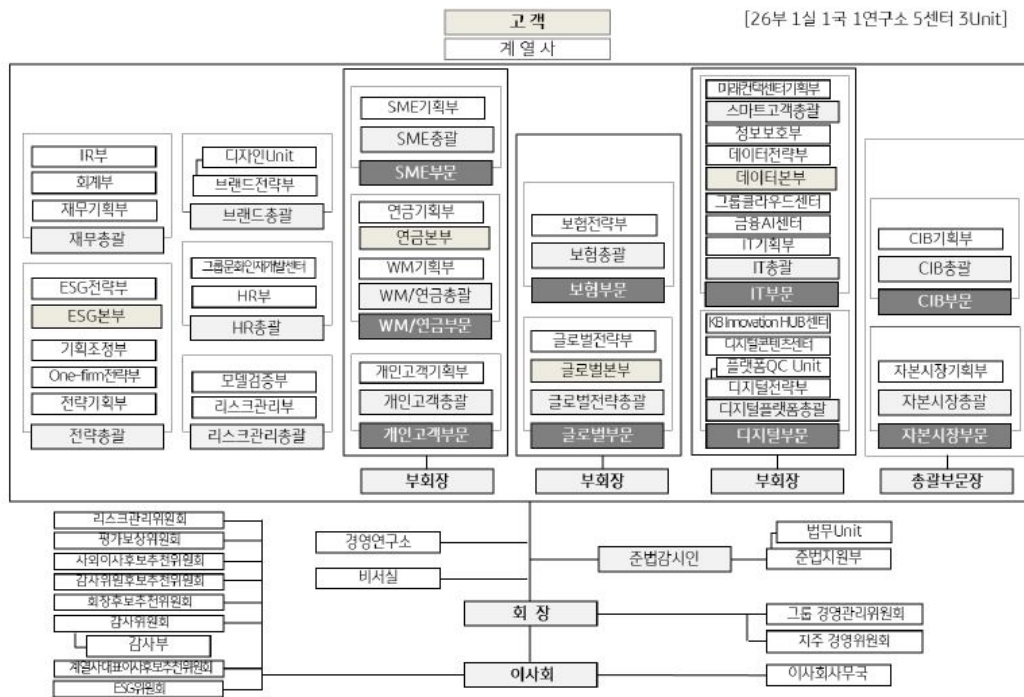 고 객
[26부 1실 1국 1연구소 5센터 3Unit]
계 열 사
IR부
회계부
재무기획부
재무총괄
ESG전략부
ESG본부
기획조정부
One-firm전략부
전략기획부
전략총괄
디자인Unit
브랜드전략부
브랜드총괄
그룹문화인재개발센터
HR부
HR총괄
모델검증부
리스크관리부
리스크관리총괄
SME기획부
SME총괄
SME부문
연금기획부
연금본부
WM기획부
WM/연금총괄
WM/연금부문
개인고객기획부
개인고객총괄
개인고객부문
부회장
보험전략부
보험총괄
보험부문
글로벌전략부
글로벌본부
글로벌전략총괄
글로벌부문
부회장
미래컨택센터기획부
스마트고객총괄
정보보호부
데이터전략부
데이터본부
그룹클라우드센터
금융AI센터
IT기획부
IT총괄
IT부문
KB Innovation HUB센터
디지털콘텐츠센터
플랫폼QC Unit
디지털전략부
디지털플랫폼총괄
디지털부문
부회장
CIB기획부
CIB총괄
CIB부문
자본시장기획부
자본시장총괄
자본시장부문
총괄부문장
리스크관리위원회
평가보상위원회
사외이사후보추천위원회
감사위원후보추천위원회
회장후보추천위원회
감사위원회
감사부
계열사대표이사후보추천위원회
ESG위원회
경영연구소
비서실
준법감시인
법무Unit
준법지원부
회 장
그룹 경영관리위원회
지주 경영위원회
이사회
이사회사무국